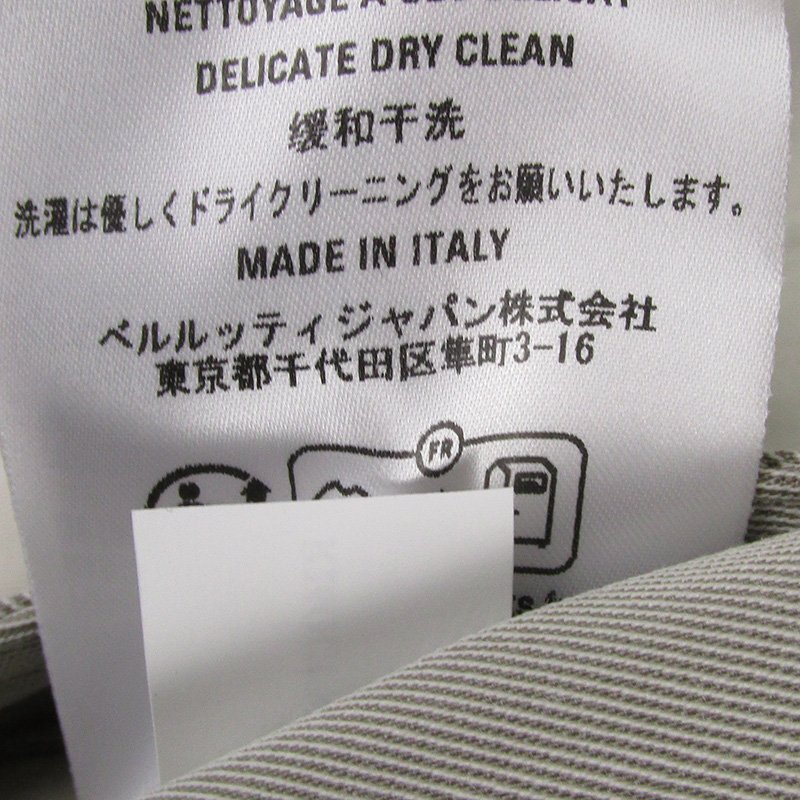 NETTOYAGE À SEC DÉLICAT
DELICATE DRY CLEAN
缓和干洗
洗濯は優しくドライクリーニングをお願いいたします。
MADE IN ITALY
ベルルッティ ジャパン株式会社
東京都千代田区隼町3-16
FR